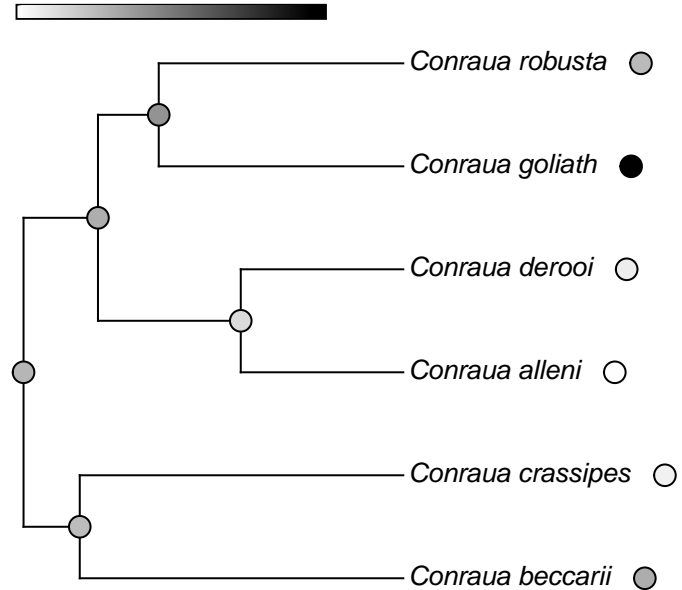 Conraua robusta
Conraua goliath
Conraua derooi
Conraua alleni
Conraua crassipes
Conraua beccarii